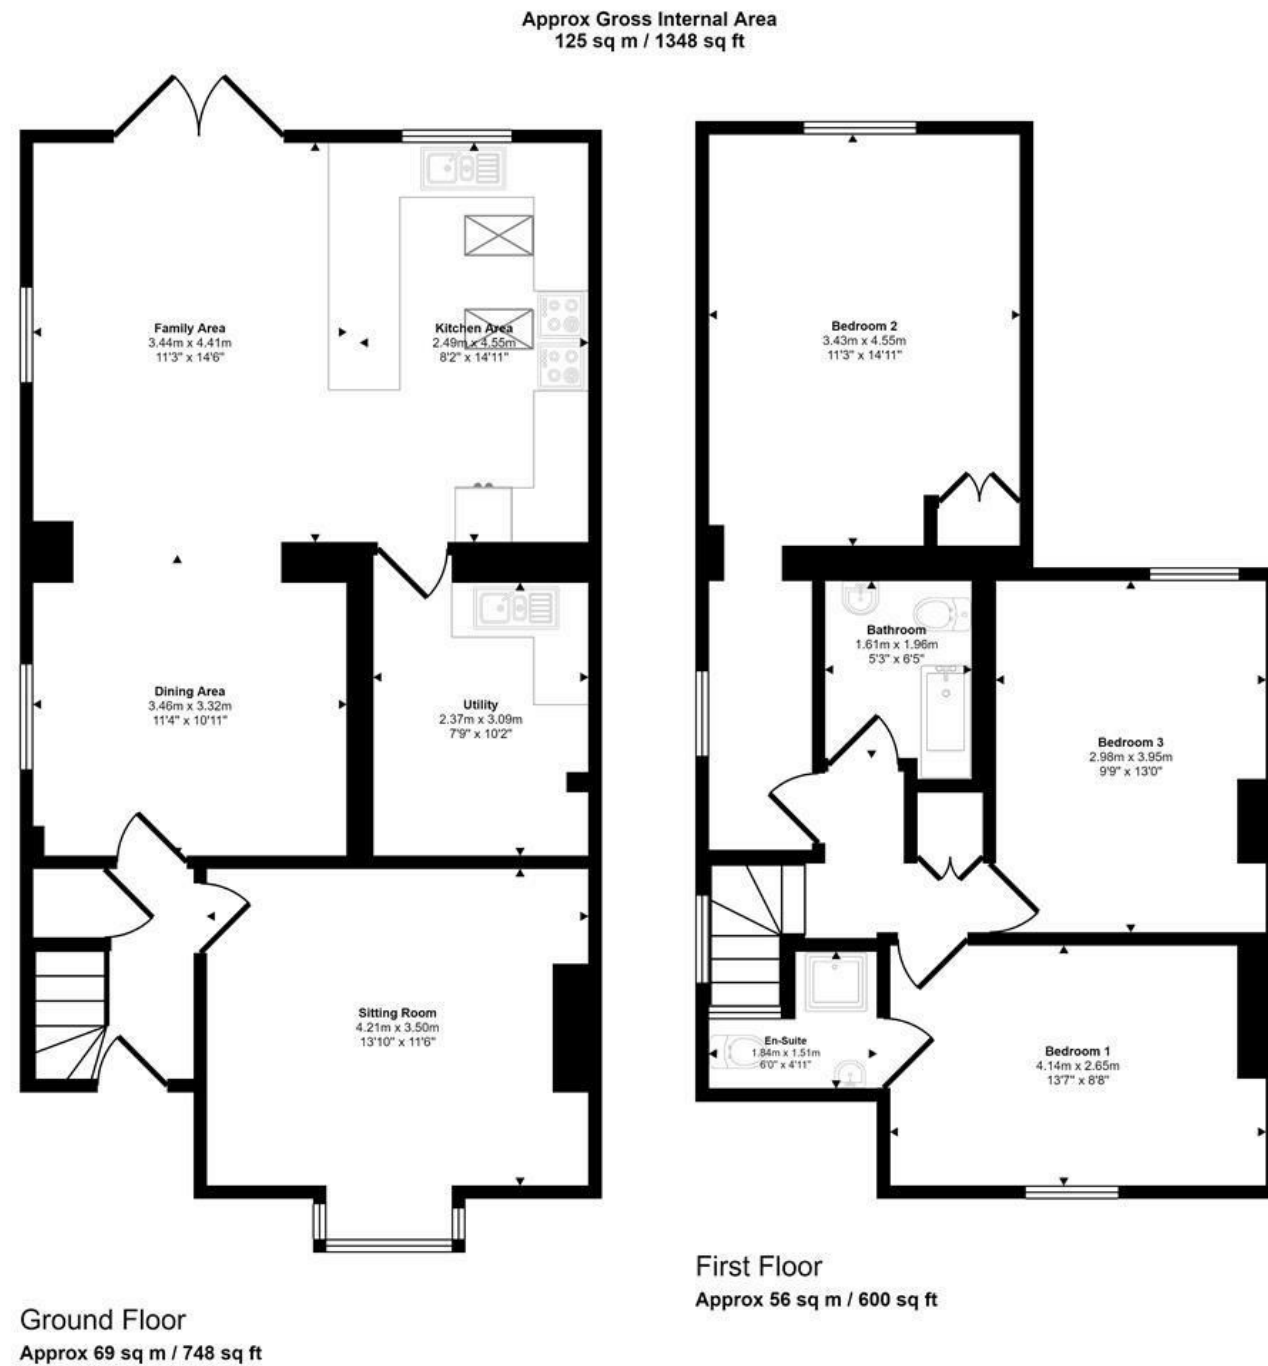 Approx Gross Internal Area
125 sq m / 1348 sq ft
Family Area
3.44m x 4.41m
11'3" x 14'6"
Kitchen Area
2.49m x 4.55m
8'2" x 14'11"
Dining Area
3.46m x 3.32m
11'4" x 10'11"
Utility
2.37m x 3.09m
7'9" x 10'2"
Sitting Room
4.21m x 3.50m
13'10" x 11'6"
Ground Floor
Approx 69 sq m / 748 sq ft
Bedroom 2
3.43m x 4.55m
11'3" x 14'11"
Bathroom
1.61m x 1.96m
5'3" x 6'5"
Bedroom 3
2.98m x 3.95m
9'9" x 13'0"
En-Suite
1.84m x 1.51m
6'0" x 4'11"
Bedroom 1
4.14m x 2.65m
13'7" x 8'8"
First Floor
Approx 56 sq m / 600 sq ft